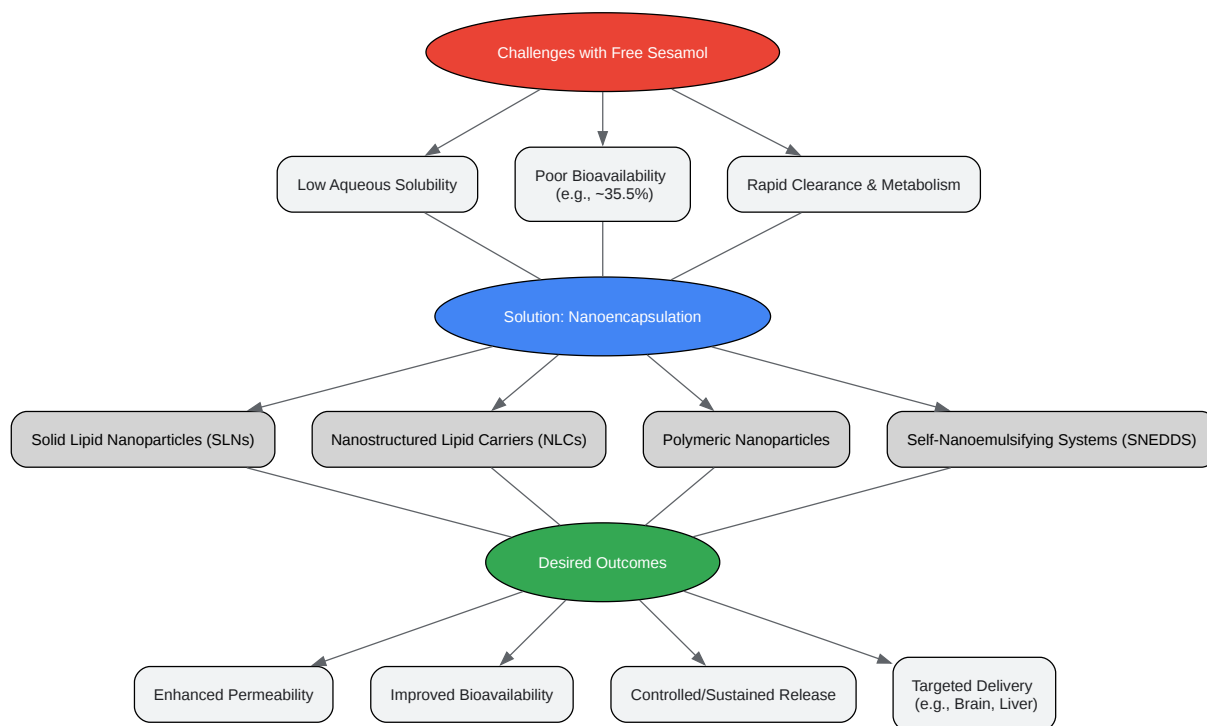 Challenges with Free Sesamol
Low Aqueous Solubility
Poor Bioavailability
(e.g., ~35.5%)
Rapid Clearance & Metabolism
Solution: Nanoencapsulation
Solid Lipid Nanoparticles (SLNs)
Nanostructured Lipid Carriers (NLCs)
Polymeric Nanoparticles
Self-Nanoemulsifying Systems (SNEDDS)
Desired Outcomes
Enhanced Permeability
Improved Bioavailability
Controlled/Sustained Release
Targeted Delivery
(e.g., Brain, Liver)